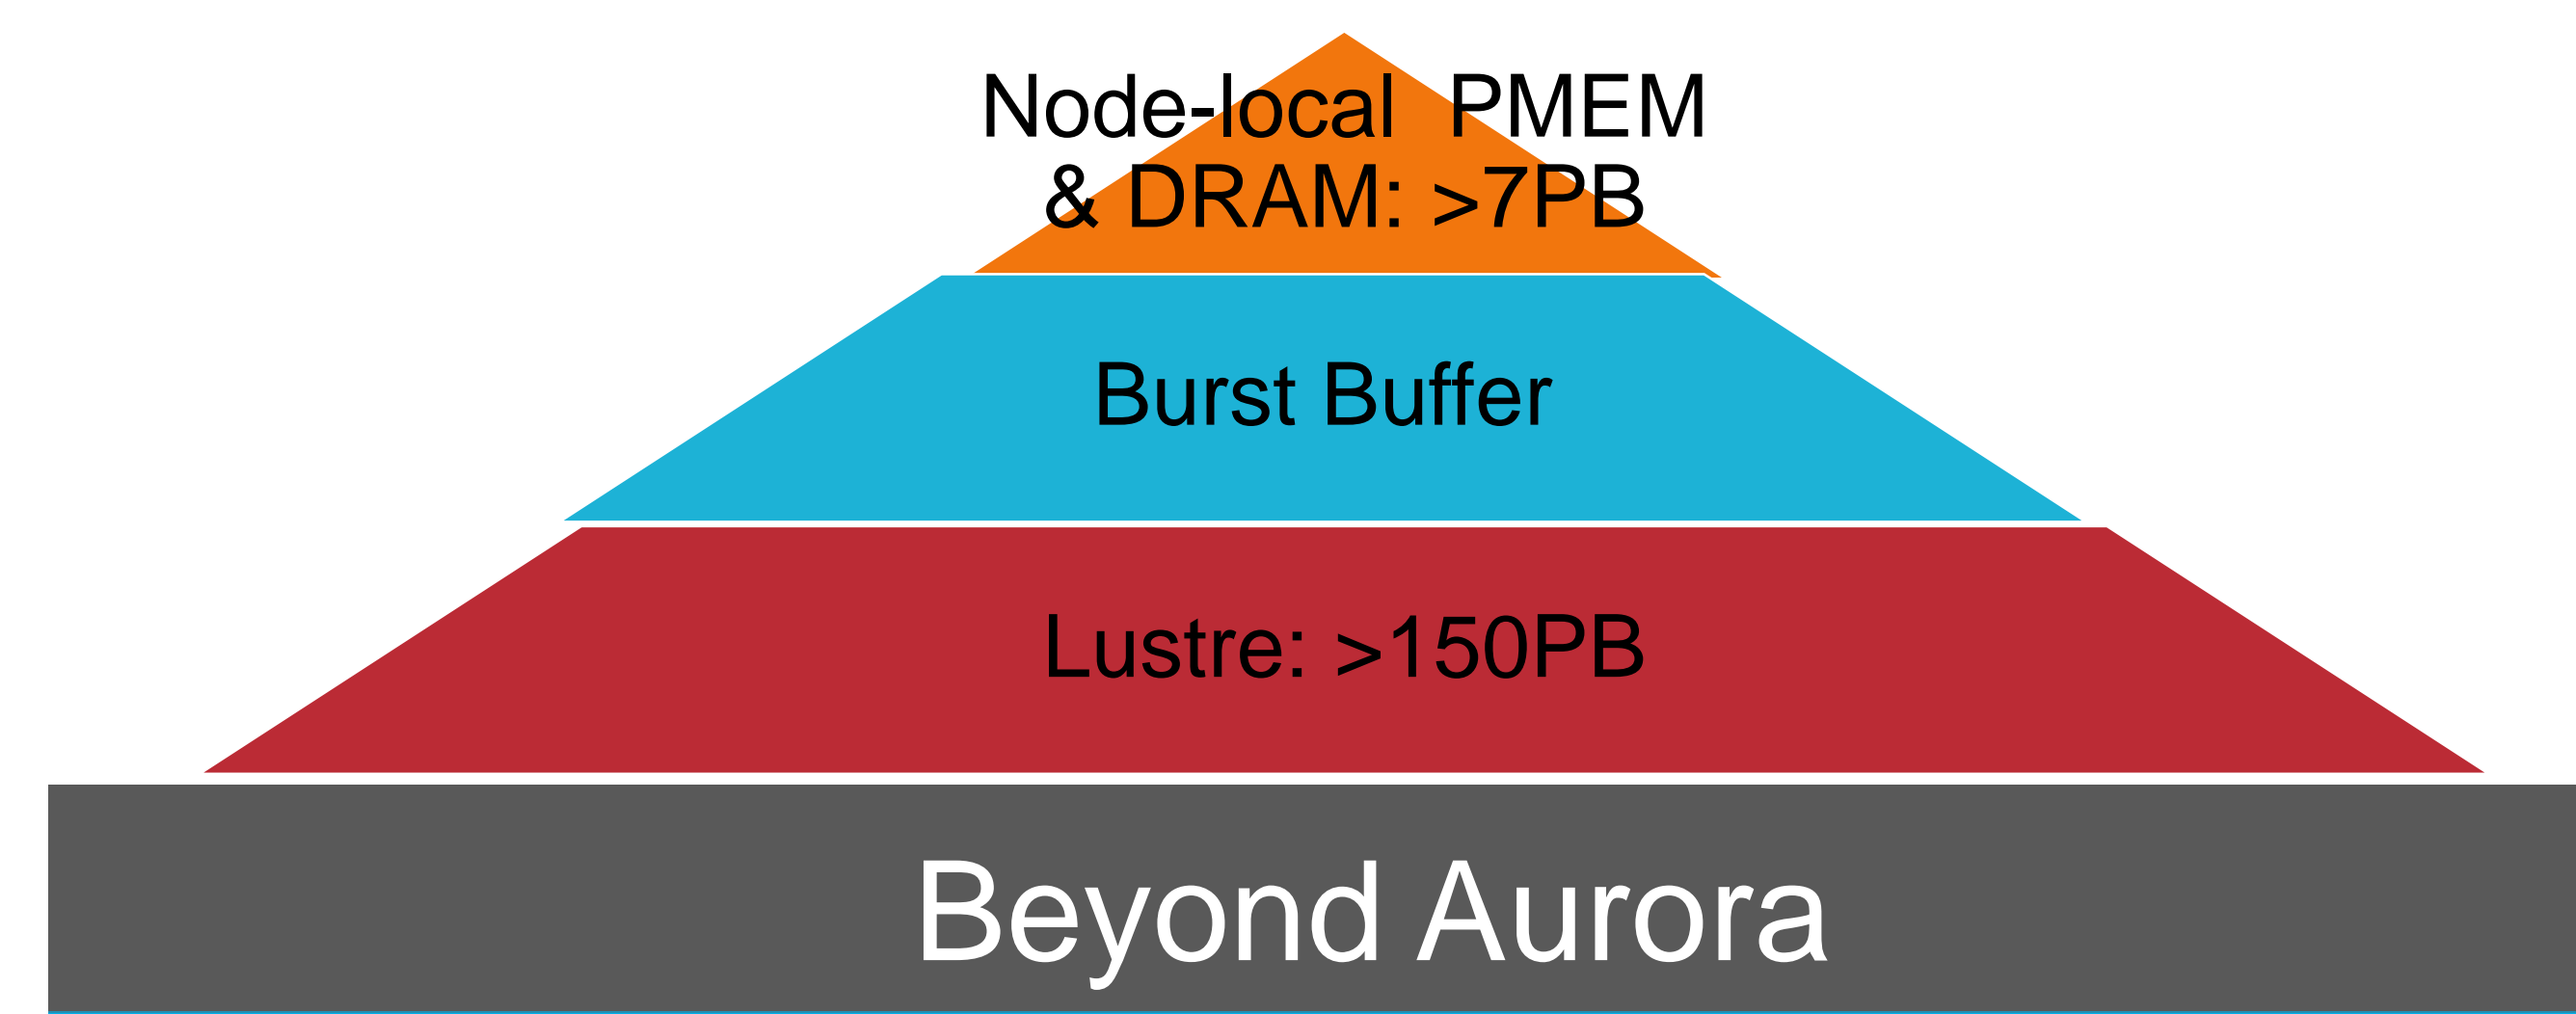 Node-local PMEM
& DRAM: >7PB
Burst Buffer
Lustre: >150PB
Beyond Aurora